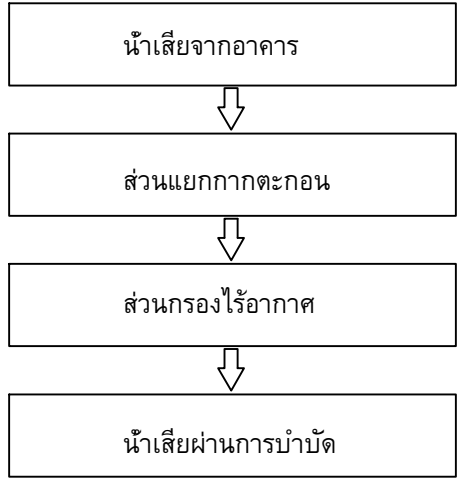 น้ำเสียจากอาคาร
ส่วนแยกกากตะกอน
ส่วนกรองไร้อากาศ
น้ำเสียผ่านการบำบัด